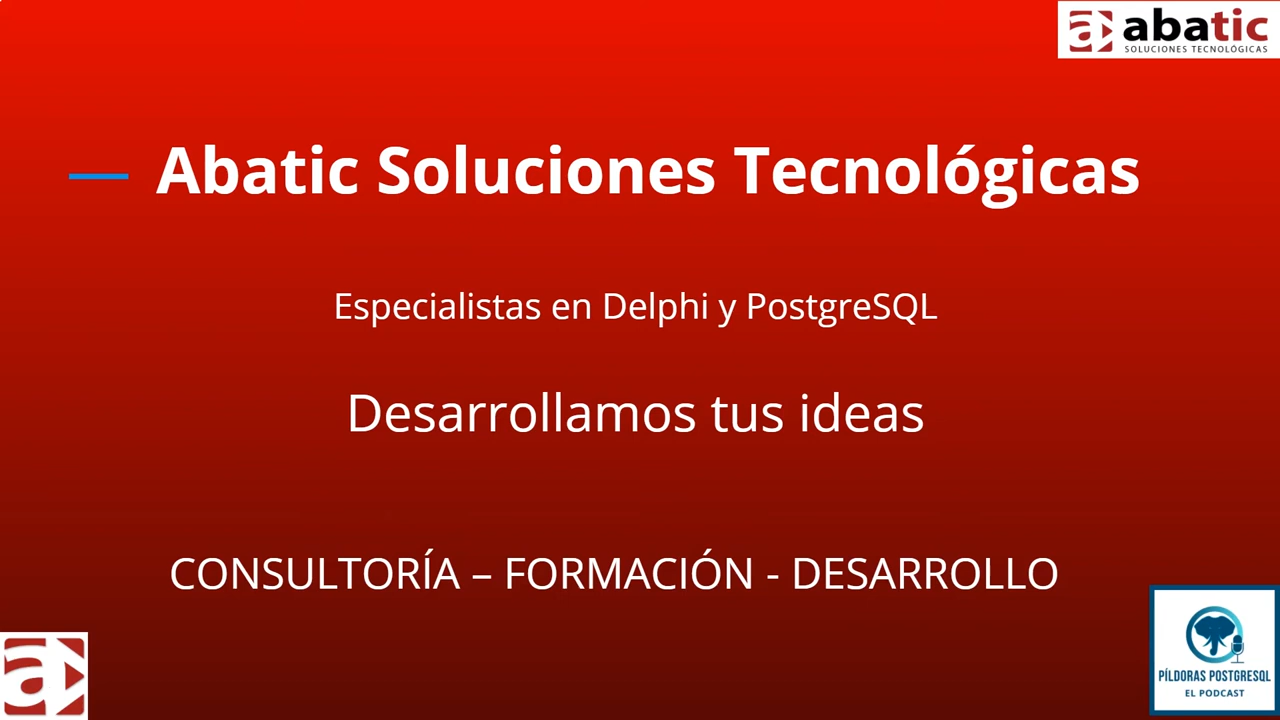 abatic
SOLUCIONES TECNOLÓGICAS
Abatic Soluciones Tecnológicas
Especialistas en Delphi y PostgreSQL
Desarrollamos tus ideas
CONSULTORÍA – FORMACIÓN - DESARROLLO
a
PÍLDORAS POSTGRESQL
EL PODCAST